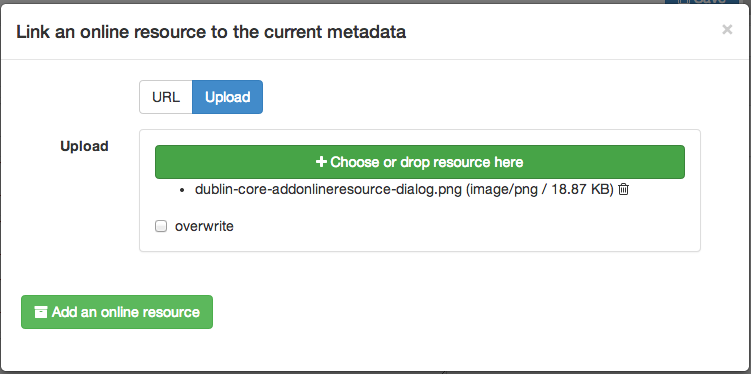 Save
Link an online resource to the current metadata
×
URL Upload
Upload
+ Choose or drop resource here
• dublin-core-addonlineresource-dialog.png (image/png / 18.87 KB)
overwrite
Add an online resource